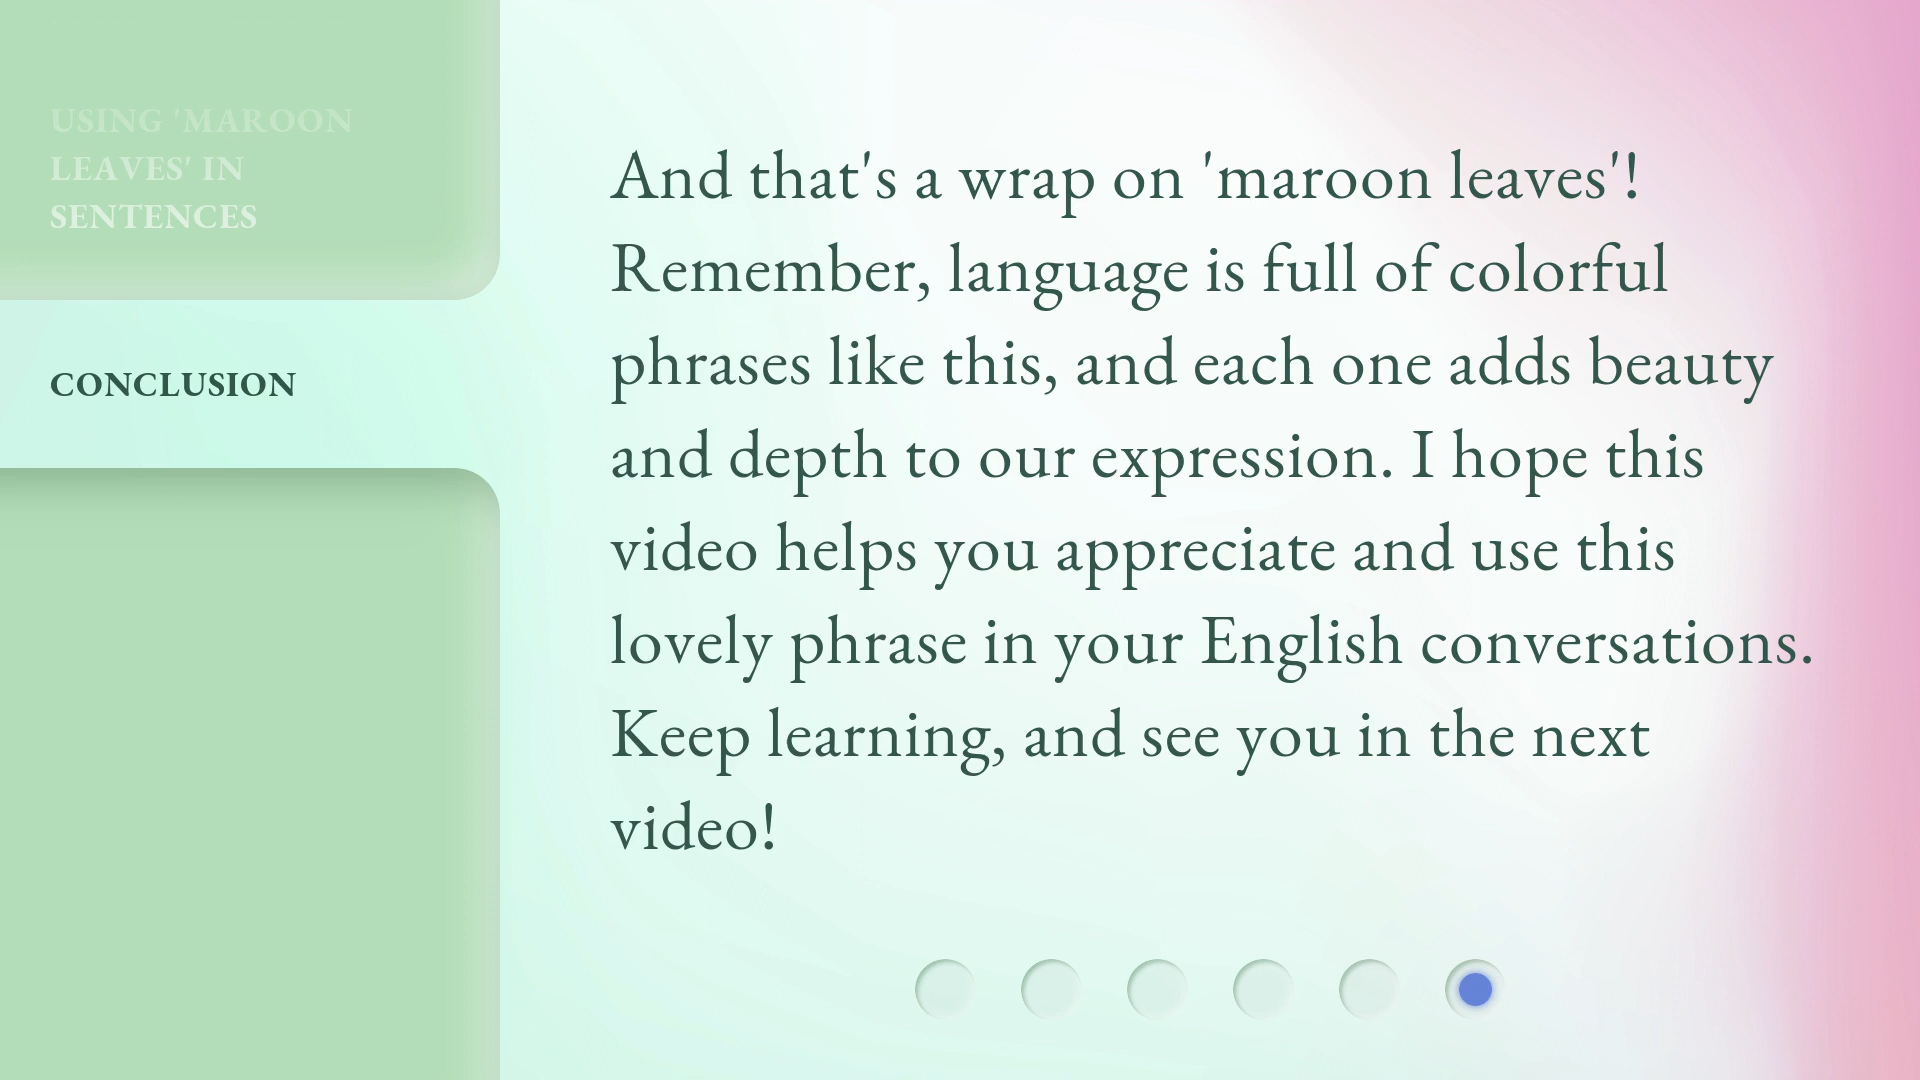 USING 'MAROON
LEAVES' IN
SENTENCES
CONCLUSION
And that's a wrap on 'maroon leaves'!
Remember, language is full of colorful
phrases like this, and each one adds beauty
and depth to our expression. I hope this
video helps you appreciate and use this
lovely phrase in your English conversations.
Keep learning, and see you in the next
video!